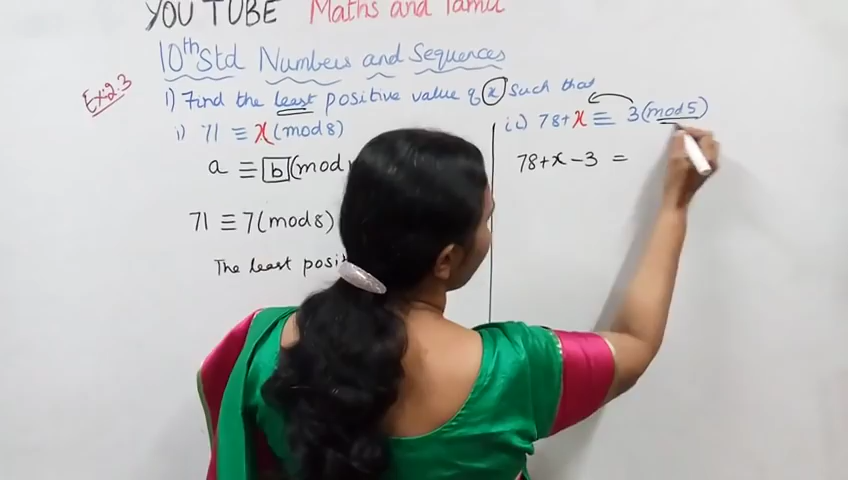 YOU TUBE Maths and Tamil
10th Std Numbers and Sequences
Ex-2.3
1) Find the least positive value of x such that
i) 71 ≡ x (mod 8)
a ≡ b (mod
71 ≡ 7 (mod 8)
The least
ii) 78 + x ≡ 3 (mod 5)
78 + x - 3 =